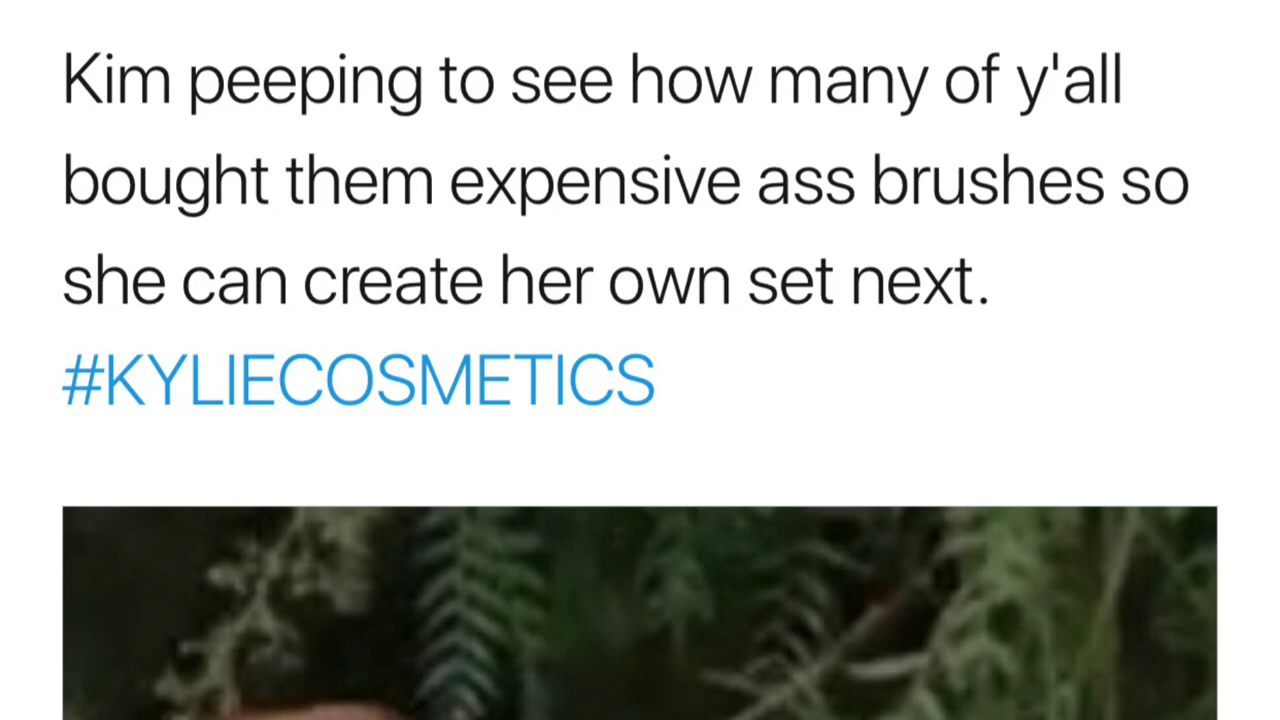 Kim peeping to see how many of y'all
bought them expensive ass brushes so
she can create her own set next.
#KYLIECOSMETICS